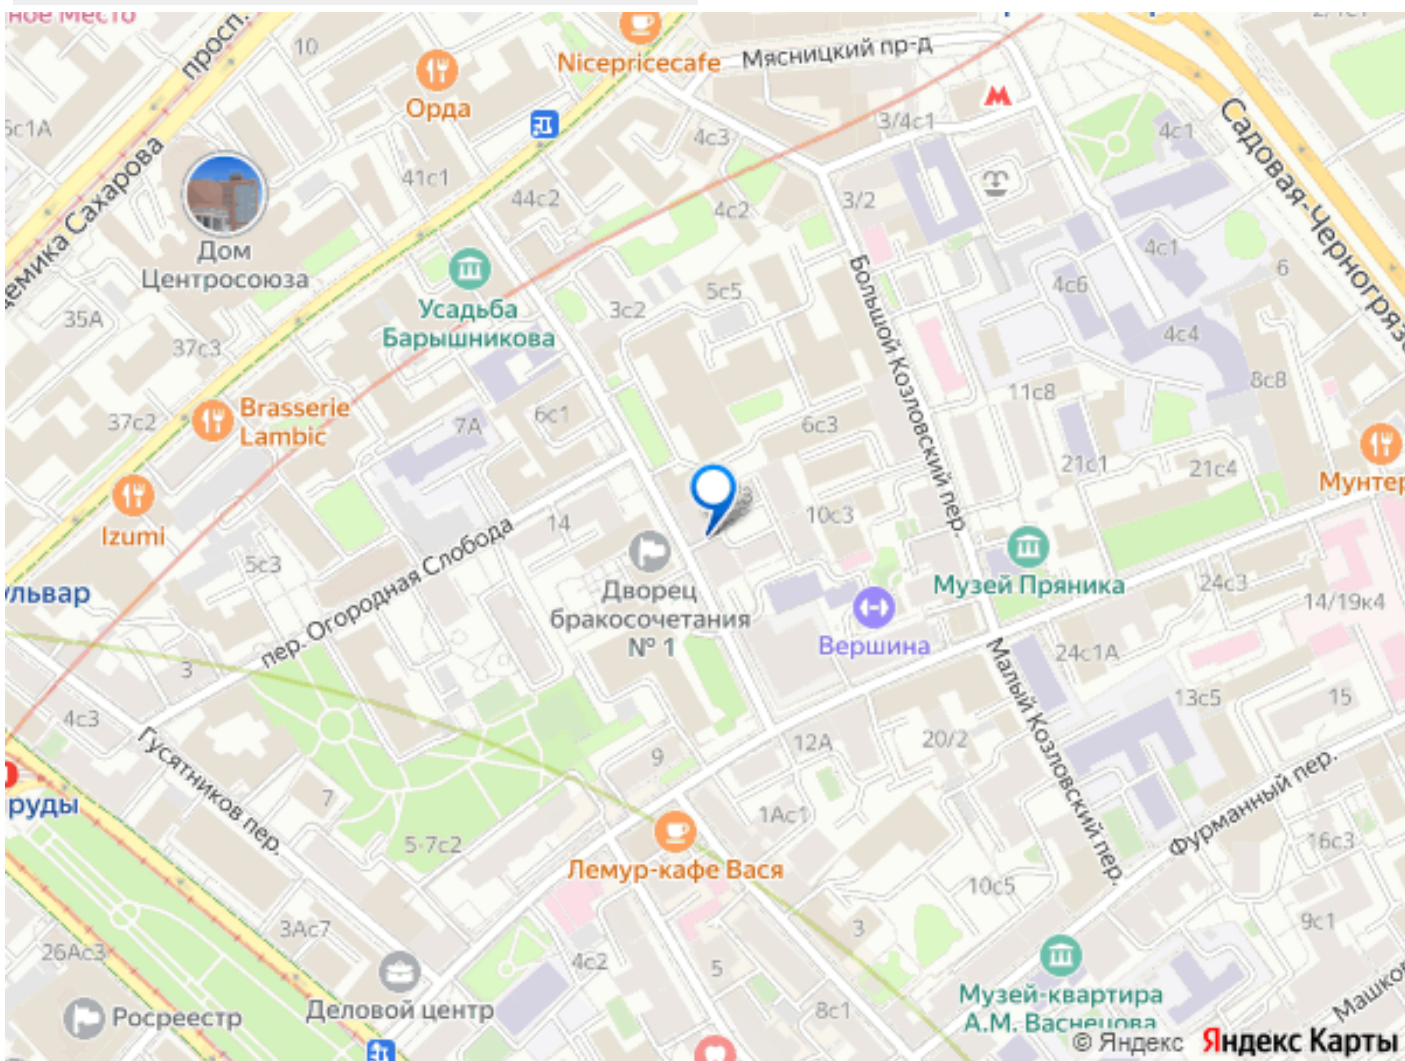 ное место
просп.
10
Nicepricecafe
Мясницкий пр-д
Орда
5с1А
3/4с1
4с3
4с1
Садовая-Черногряз
емика Сахарова
41с1
44с2
4с2
3/2
Дом
Центросоюза
4с1
6
4с6
5с5
Усадьба
Барышникова
3с2
35А
37с3
4с4
Большой Козловский пер.
8с8
11с8
Brasserie
Lambic
37с2
7А
6с1
6с3
21с1
21с4
Мунтер
Izumi
14
10с3
5с3
пер. Огородная Слобода
Музей Пряника
24с3
14/19к4
ульвар
Дворец
бракосочетания
№ 1
Вершина
24с1А
3
Малый Козловский пер.
13с5
15
4с3
Гусятников пер.
9
12А
20/2
руды
7
1Ас1
Фурманный пер.
16с3
5-7с2
Лемур-кафе Вася
10с5
3Ас7
3
9с1
26Ас3
4с2
5
Деловой центр
8с1
Росреестр
Музей-квартира
А.М. Васнецова
Машков
© Яндекс
Яндекс Карты